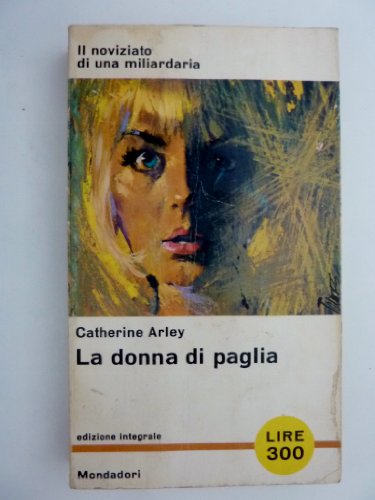 Il noviziato
di una miliardaria
Catherine Arley
La donna di paglia
edizione integrale
LIRE
300
Mondadori